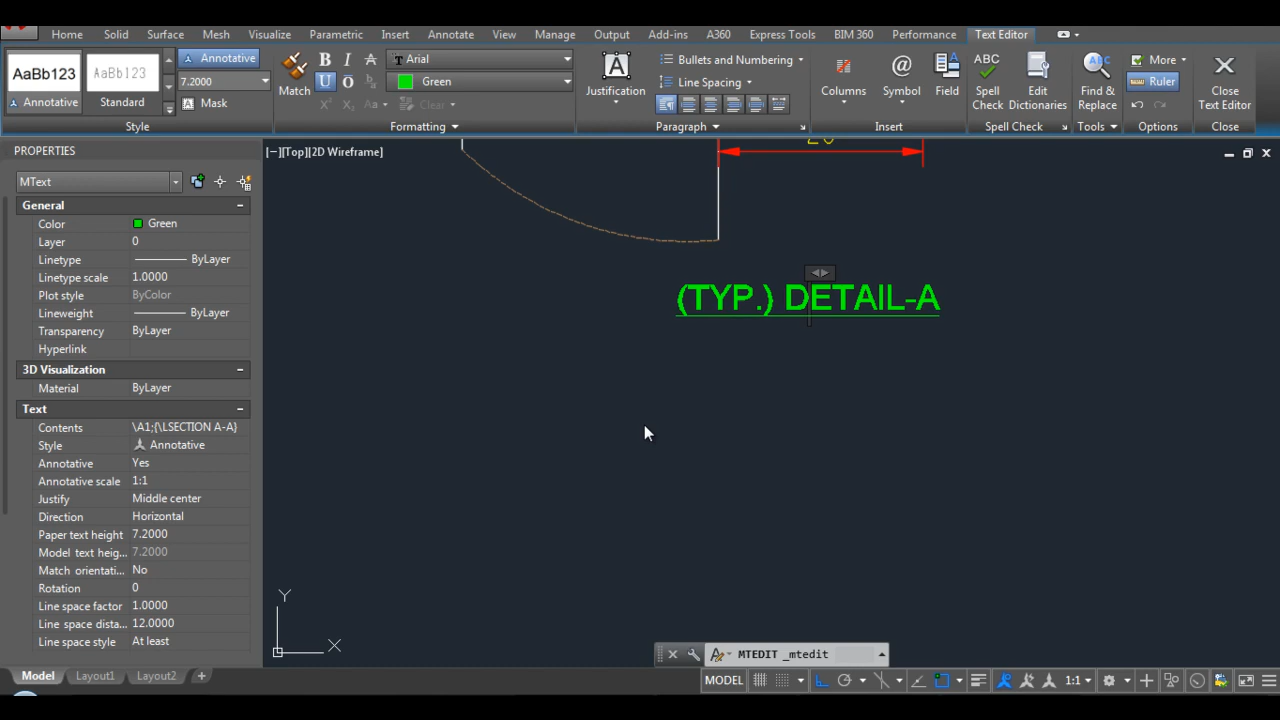 Home Solid Surface Mesh Visualize Parametric Insert Annotate View Manage Output Add-ins A360 Express Tools BIM 360 Performance Text Editor
AaBb123 AaBb123
Annotative Standard
Annotative
7.2000
Mask
Style
Match
B I A
U O
Aa Clear
Arial
Green
Formatting
A
Justification
Bullets and Numbering
Line Spacing
Paragraph
Columns
@
Symbol
Field
Insert
ABC
Spell Check
Edit Dictionaries
Spell Check
ABC
Find & Replace
Tools
More
Ruler
Options
Close Text Editor
Close
PROPERTIES
MText
General
Color Green
Layer 0
Linetype ByLayer
Linetype scale 1.0000
Plot style ByColor
Lineweight ByLayer
Transparency ByLayer
Hyperlink
3D Visualization
Material ByLayer
Text
Contents \A1;{\LSECTION A-A}
Style Annotative
Annotative Yes
Annotative scale 1:1
Justify Middle center
Direction Horizontal
Paper text height 7.2000
Model text heig... 7.2000
Match orientati... No
Rotation 0
Line space factor 1.0000
Line space dista... 12.0000
Line space style At least
[−][Top][2D Wireframe]
(TYP.) DETAIL-A
Y
X
MTEDIT _mtedit
Model Layout1 Layout2 +
MODEL 1:1